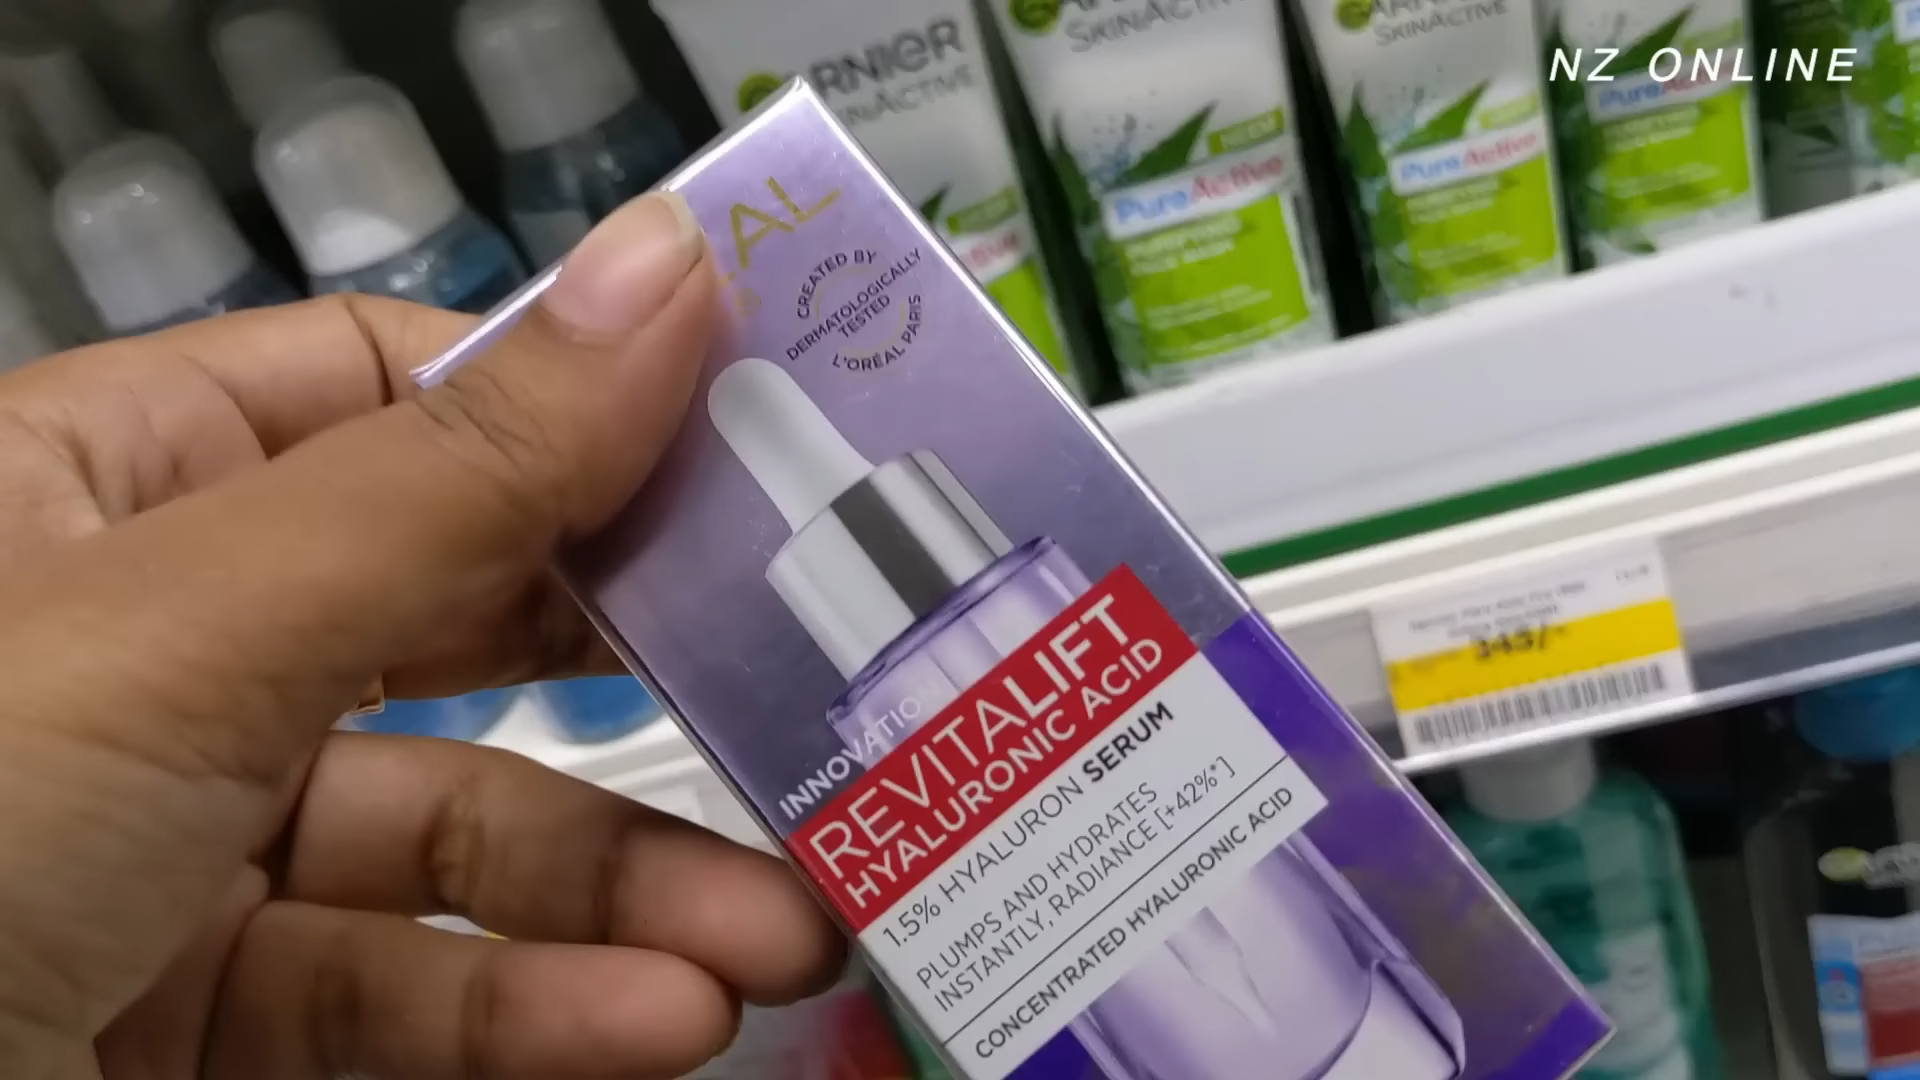 NZ ONLINE
GARNIER
SKINACTIVE
SKINACTIVE
NEEM
PureActive
PureActive
CREATED BY
DERMATOLOGICALLY
TESTED
L'ORÉAL PARIS
INNOVATION
REVITALIFT
HYALURONIC ACID
1.5% HYALURON SERUM
PLUMPS AND HYDRATES
INSTANTLY, RADIANCE [+42%*]
CONCENTRATED HYALURONIC ACID